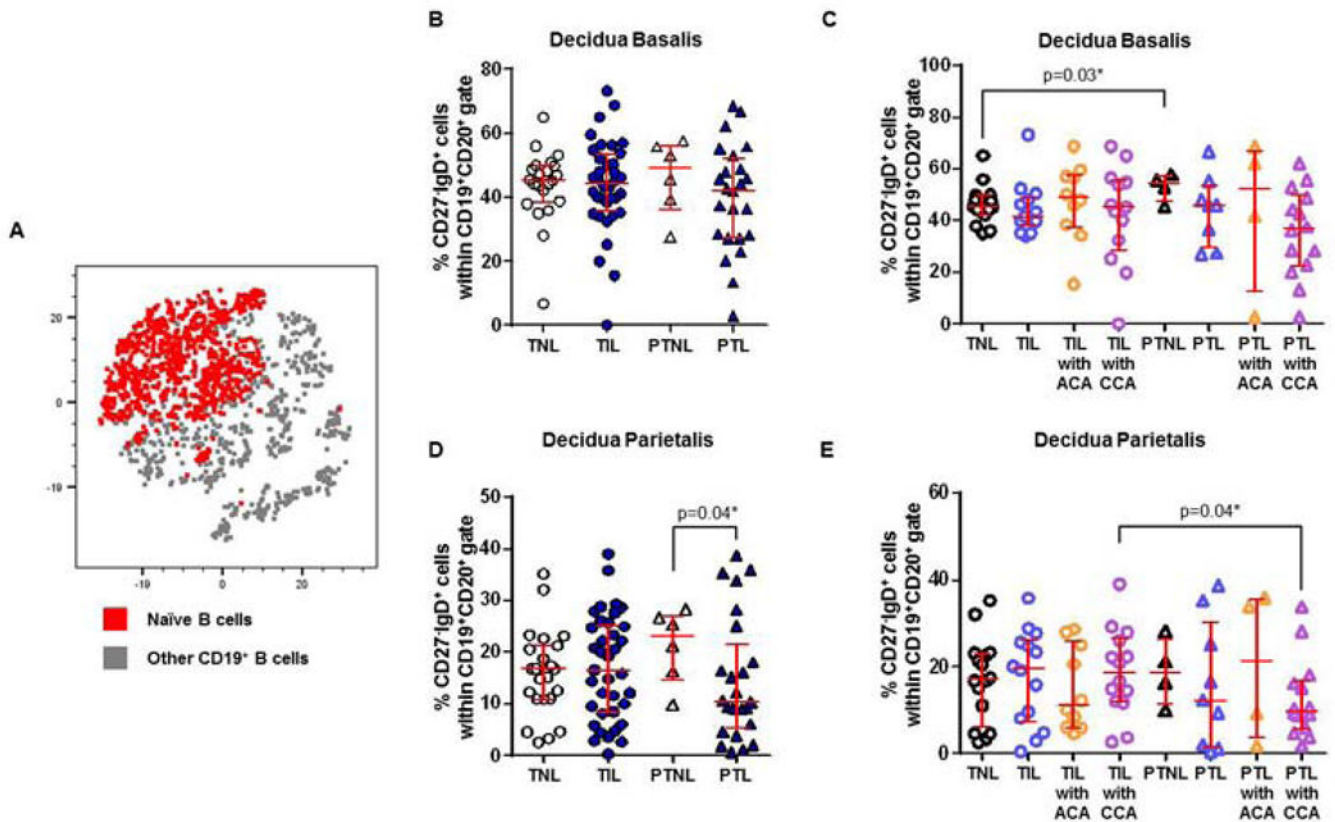 A
20
0
-19
-19
0
20
Naïve B cells
Other CD19⁺ B cells
B
Decidua Basalis
% CD27⁻IgD⁺ cells
within CD19⁺CD20⁺ gate
80
60
40
20
0
TNL TIL PTNL PTL
C
Decidua Basalis
% CD27⁻IgD⁺ cells
within CD19⁺CD20⁺ gate
100
80
60
40
20
0
p=0.03*
TNL TIL TIL TIL PTNL PTL PTL PTL
with with with with
ACA CCA ACA CCA
D
Decidua Parietalis
% CD27⁻IgD⁺ cells
within CD19⁺CD20⁺ gate
50
40
30
20
10
0
p=0.04*
TNL TIL PTNL PTL
E
Decidua Parietalis
% CD27⁻IgD⁺ cells
within CD19⁺CD20⁺ gate
60
40
20
0
p=0.04*
TNL TIL TIL TIL PTNL PTL PTL PTL
with with with with
ACA CCA ACA CCA